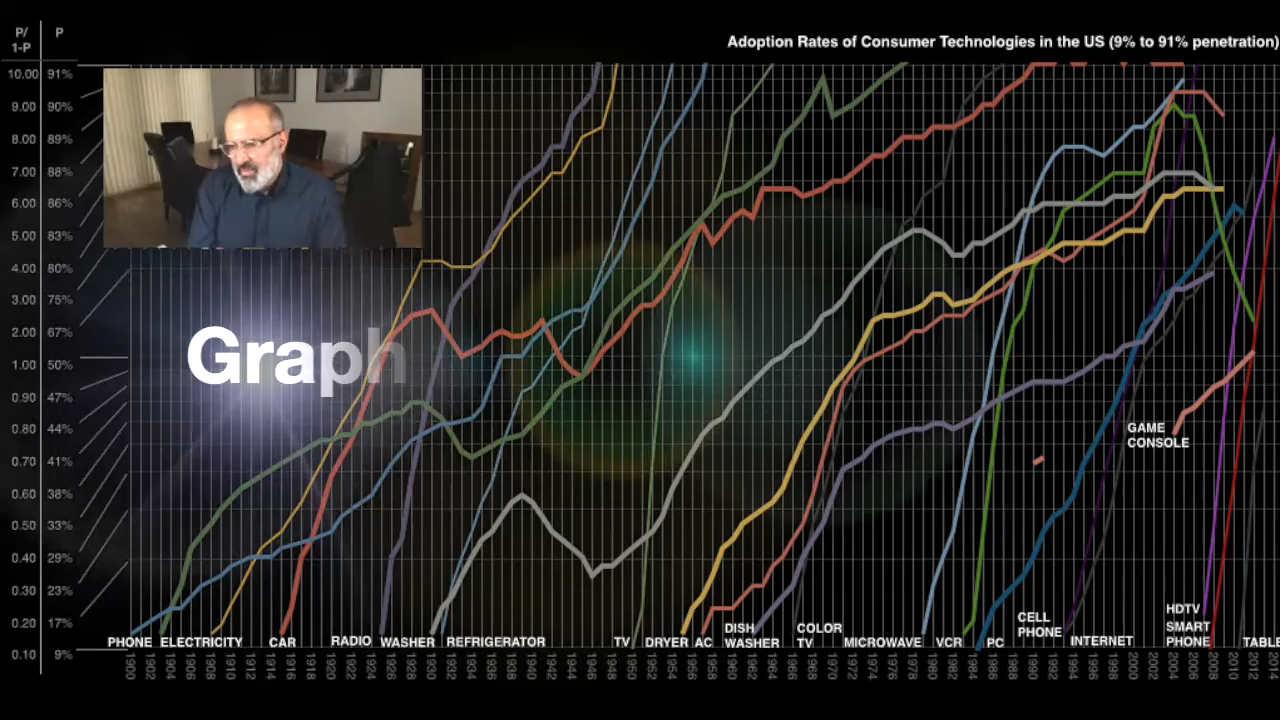 P/
1-P
P
Adoption Rates of Consumer Technologies in the US (9% to 91% penetration)
10.00 91%
9.00 90%
8.00 89%
7.00 88%
6.00 86%
5.00 83%
4.00 80%
3.00 75%
2.00 67%
1.00 50%
0.90 47%
0.80 44%
0.70 41%
0.60 38%
0.50 33%
0.40 29%
0.30 23%
0.20 17%
0.10 9%
Graph
GAME
CONSOLE
PHONE ELECTRICITY CAR RADIO WASHER REFRIGERATOR TV DRYER AC
DISH
WASHER
COLOR
TV
MICROWAVE VCR PC
CELL
PHONE
INTERNET
HDTV
SMART
PHONE
TABLE
1900 1902 1904 1906 1908 1910 1912 1914 1916 1918 1920 1922 1924 1926 1928 1930 1932 1934 1936 1938 1940 1942 1944 1946 1948 1950 1952 1954 1956 1958 1960 1962 1964 1966 1968 1970 1972 1974 1976 1978 1980 1982 1984 1986 1988 1990 1992 1994 1996 1998 2000 2002 2004 2006 2008 2010 2012 2014